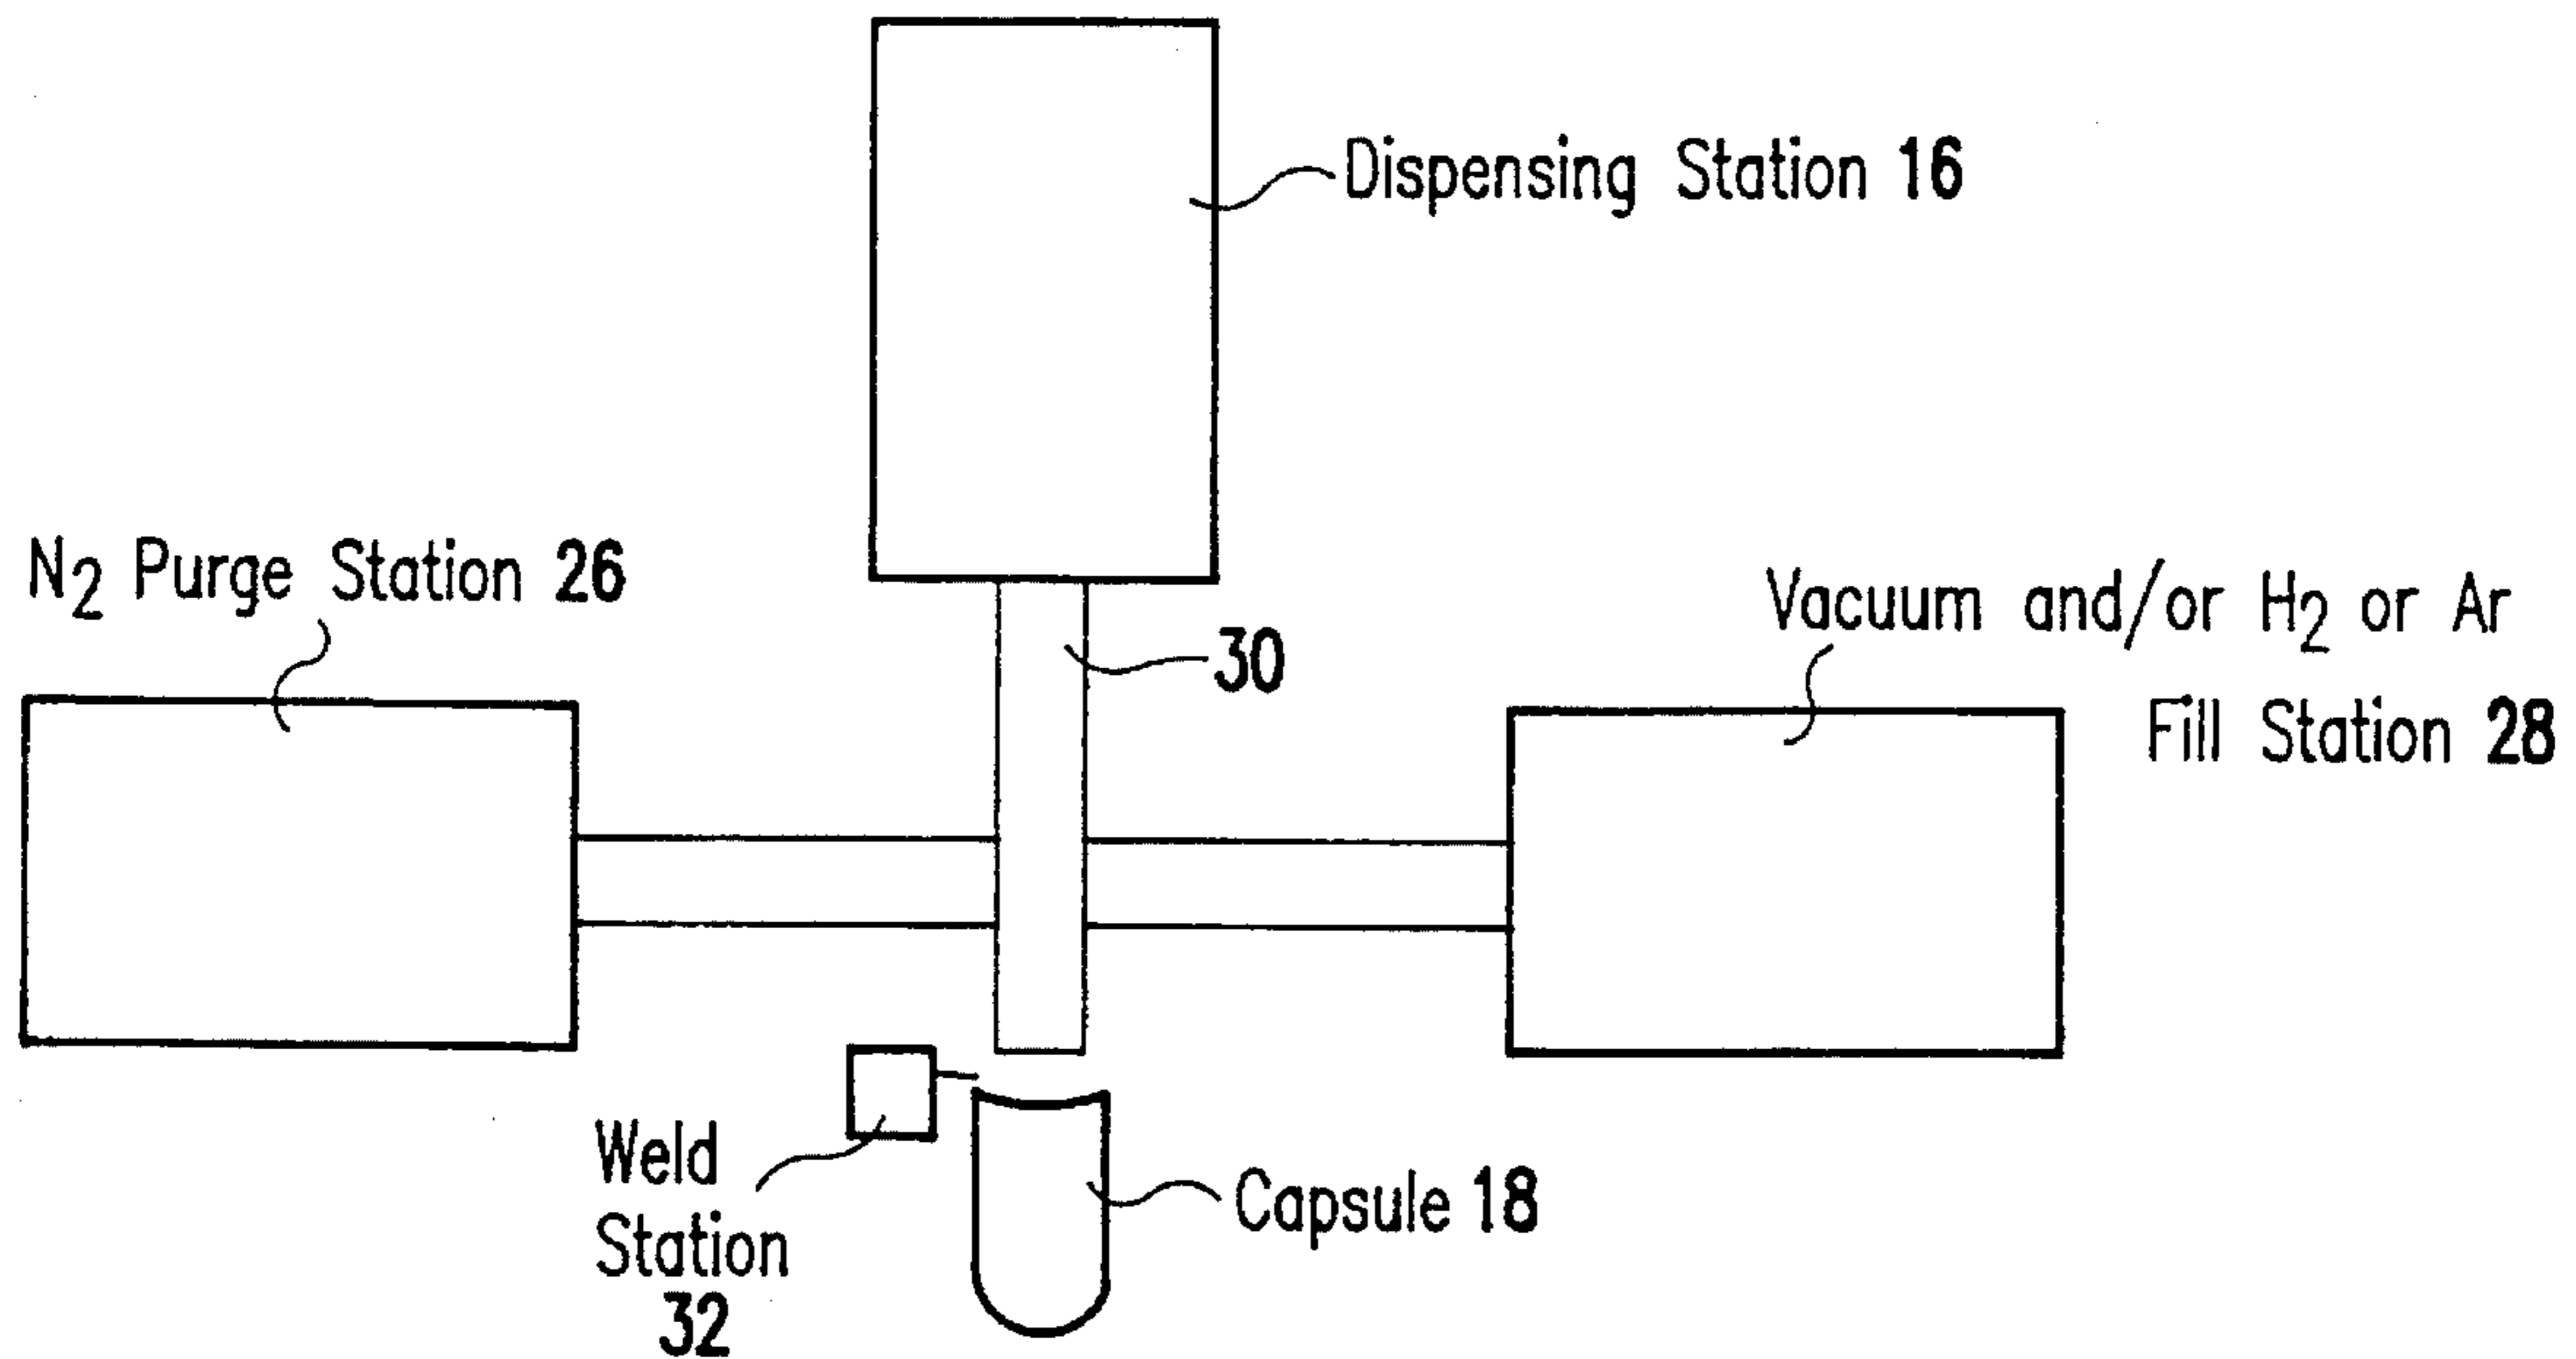 Dispensing Station 16
N₂ Purge Station 26
Vacuum and/or H₂ or Ar
Fill Station 28
30
Weld
Station
32
Capsule 18